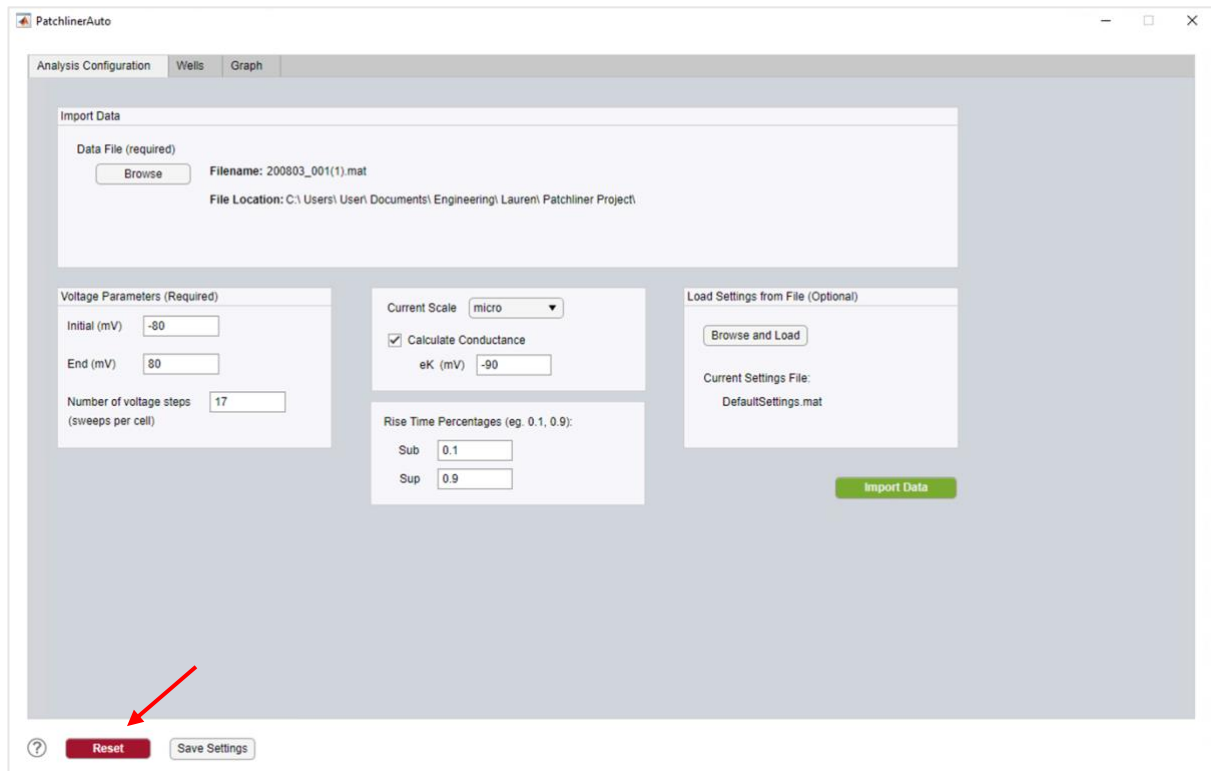 PatchlinerAuto
Analysis Configuration Wells Graph
Import Data
Data File (required)
Browse
Filename: 200803_001(1).mat
File Location: C:\ Users\ User\ Documents\ Engineering\ Lauren\ Patchliner Project\
Voltage Parameters (Required)
Initial (mV) -80
End (mV) 80
Number of voltage steps 17
(sweeps per cell)
Current Scale micro
Calculate Conductance
eK (mV) -90
Rise Time Percentages (eg. 0.1, 0.9):
Sub 0.1
Sup 0.9
Load Settings from File (Optional)
Browse and Load
Current Settings File:
DefaultSettings.mat
Import Data
? Reset Save Settings